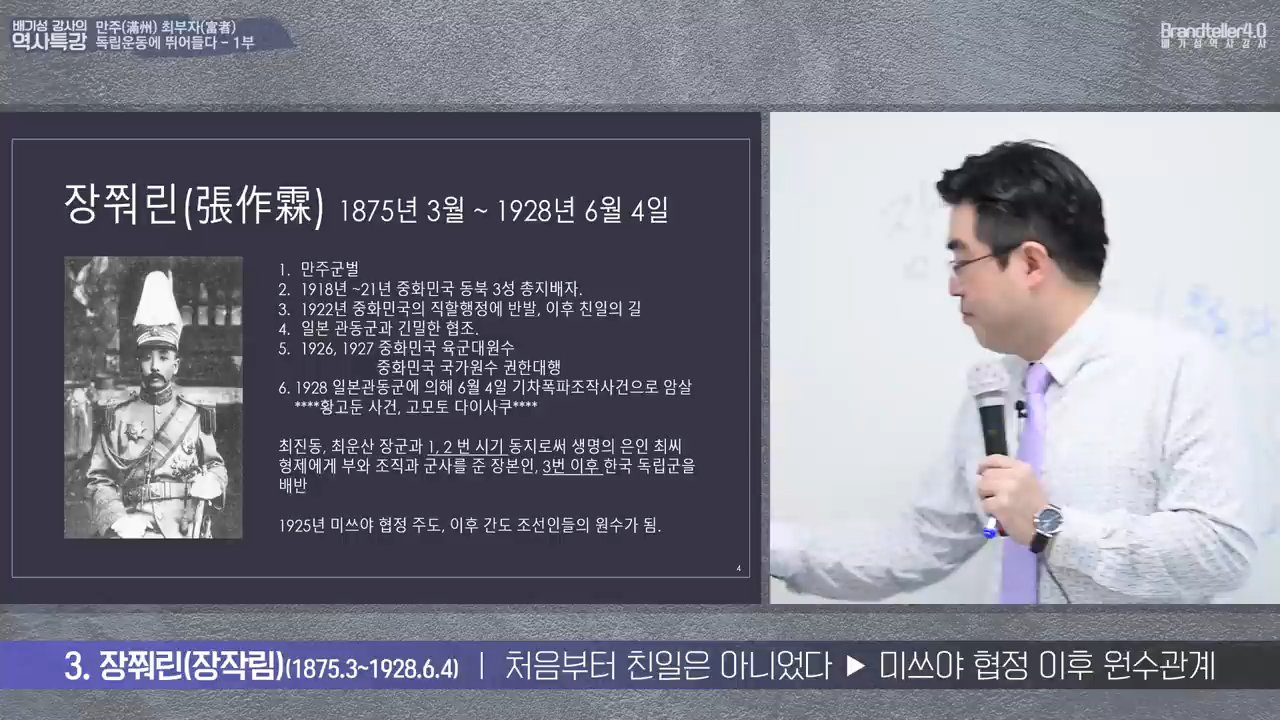 배기성 강사의
역사특강
만주(滿州) 최부자(富者)
독립운동에 뛰어들다 - 1부
Brandteller4.0
배기성역사강사
장쭤린(張作霖) 1875년 3월 ~ 1928년 6월 4일
1. 만주군벌
2. 1918년 ~21년 중화민국 동북 3성 총지배자.
3. 1922년 중화민국의 직할행정에 반발, 이후 친일의 길
4. 일본 관동군과 긴밀한 협조.
5. 1926, 1927 중화민국 육군대원수
중화민국 국가원수 권한대행
6. 1928 일본관동군에 의해 6월 4일 기차폭파조작사건으로 암살
****황고둔 사건, 고모토 다이사쿠****
최진동, 최운산 장군과 1, 2 번 시기 동지로써 생명의 은인 최씨
형제에게 부와 조직과 군사를 준 장본인, 3번 이후 한국 독립군을
배반
1925년 미쓰야 협정 주도, 이후 간도 조선인들의 원수가 됨.
4
3. 장쭤린(장작림)(1875.3~1928.6.4) | 처음부터 친일은 아니었다 ▶ 미쓰야 협정 이후 원수관계